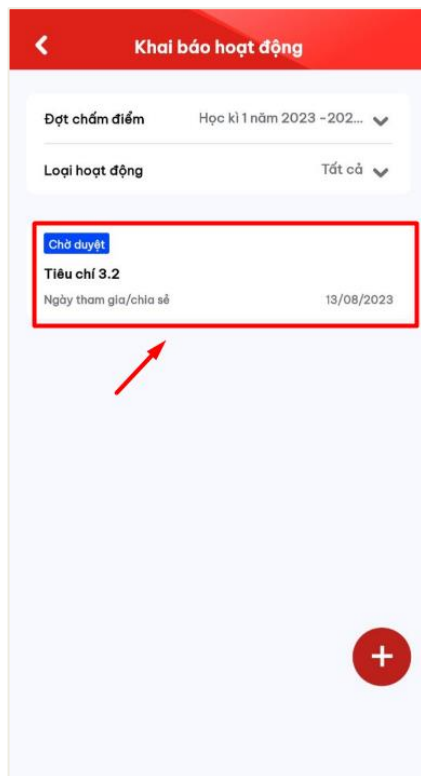 Khai báo hoạt động
Đợt chấm điểm Học kì 1 năm 2023 -202...
Loại hoạt động Tất cả
Chờ duyệt
Tiêu chí 3.2
Ngày tham gia/chia sẻ 13/08/2023